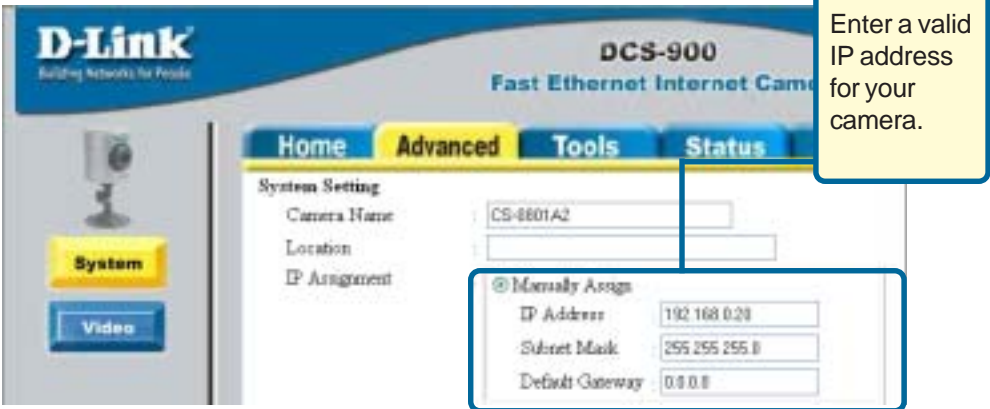 D-Link
Building Networks for People
DCS-900
Fast Ethernet Internet Came
Enter a valid
IP address
for your
camera.
Home
Advanced
Tools
Status
System
Video
System Setting
Camera Name : CS-8801A2
Location :
IP Assignment
Manually Assign
IP Address : 192.168.0.20
Subnet Mask : 255.255.255.0
Default Gateway : 0.0.0.0